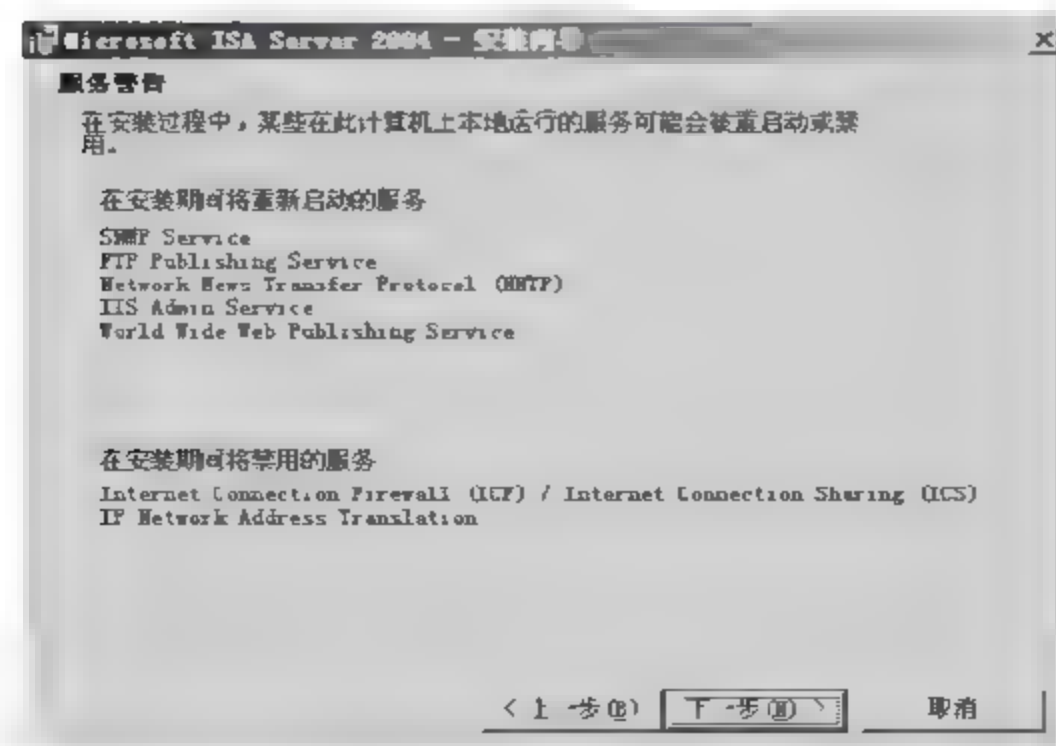 Microsoft ISA Server 2004 - 安装向导
服务警告
在安装过程中，某些在此计算机上本地运行的服务可能会被重启动或禁
用。
在安装期间将重新启动的服务
SNMP Service
FTP Publishing Service
Network News Transfer Protocol (NNTP)
IIS Admin Service
World Wide Web Publishing Service
在安装期间将禁用的服务
Internet Connection Firewall (ICF) / Internet Connection Sharing (ICS)
IP Network Address Translation
< 上一步(B) 下一步(N) > 取消